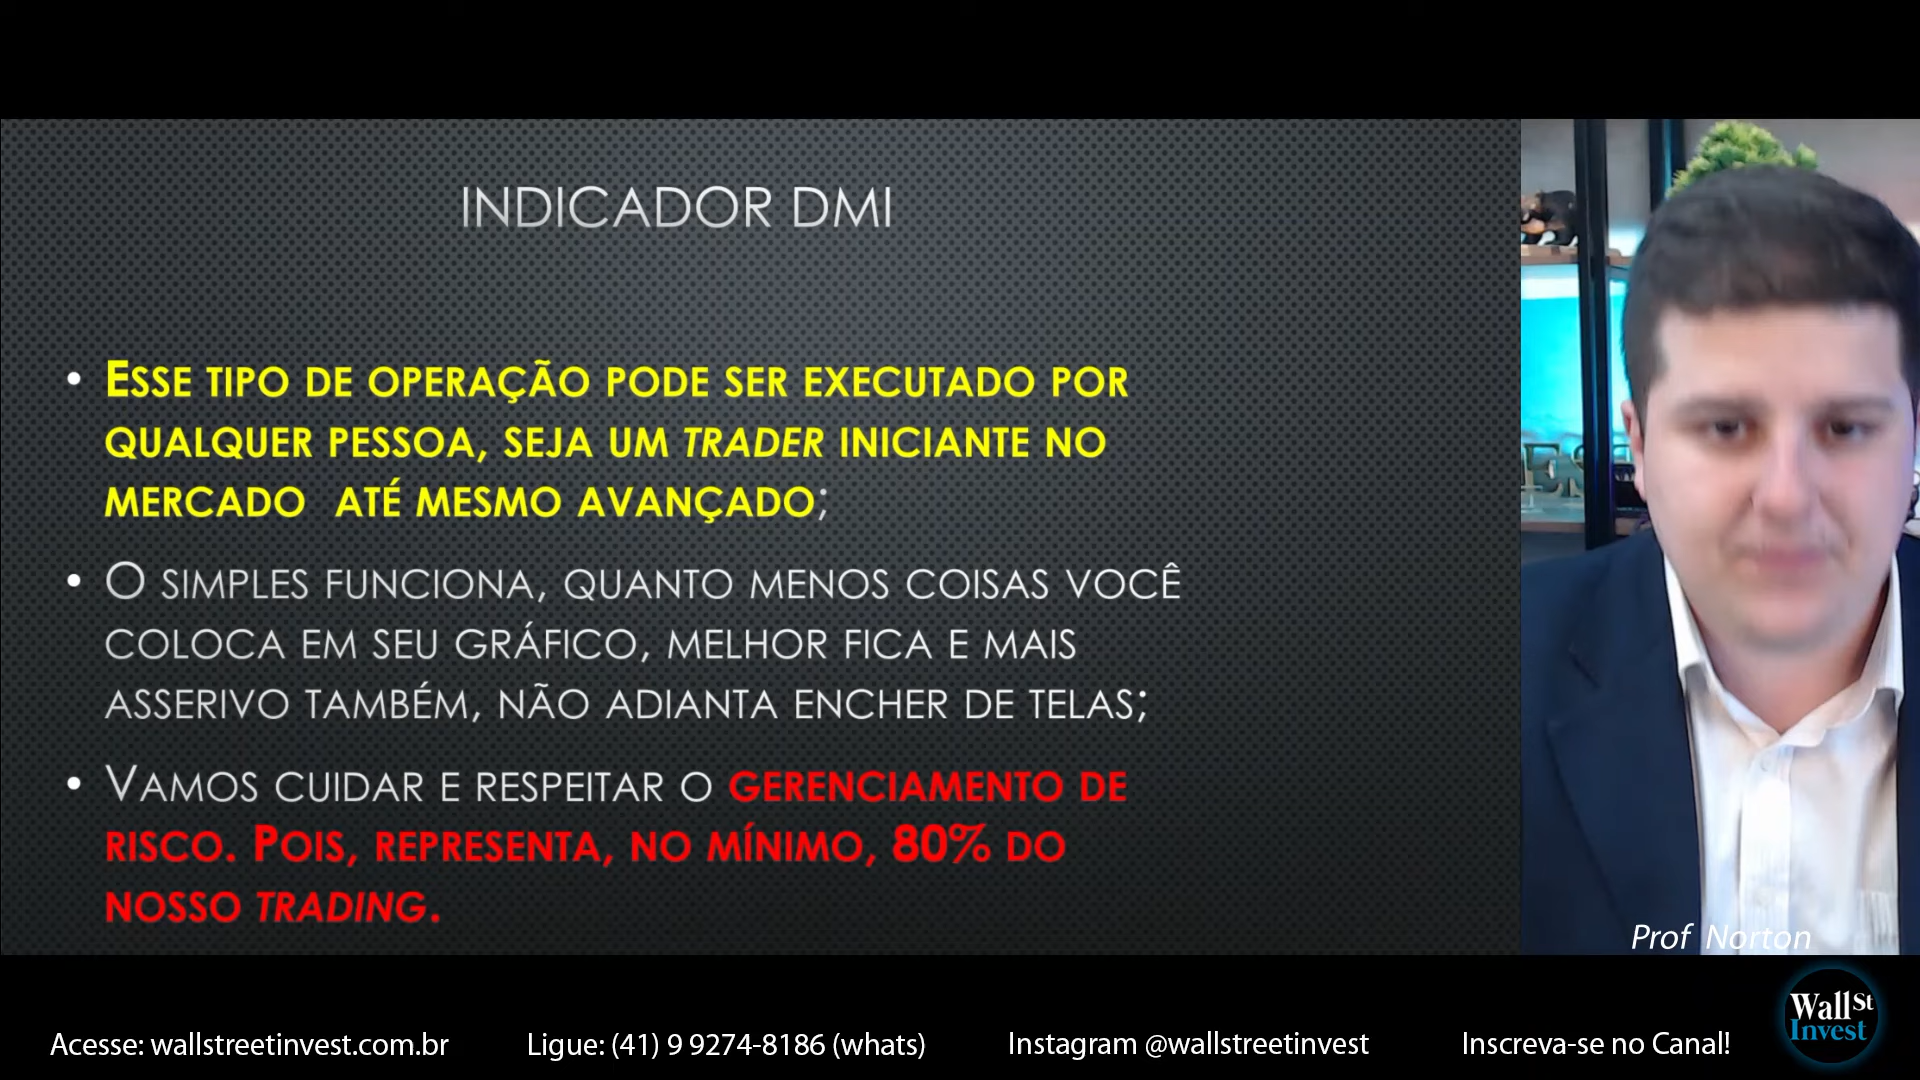 INDICADOR DMI
• ESSE TIPO DE OPERAÇÃO PODE SER EXECUTADO POR
QUALQUER PESSOA, SEJA UM TRADER INICIANTE NO
MERCADO ATÉ MESMO AVANÇADO;
• O SIMPLES FUNCIONA, QUANTO MENOS COISAS VOCÊ
COLOCA EM SEU GRÁFICO, MELHOR FICA E MAIS
ASSERIVO TAMBÉM, NÃO ADIANTA ENCHER DE TELAS;
• VAMOS CUIDAR E RESPEITAR O GERENCIAMENTO DE
RISCO. POIS, REPRESENTA, NO MÍNIMO, 80% DO
NOSSO TRADING.
Prof Norton
Acesse: wallstreetinvest.com.br
Ligue: (41) 9 9274-8186 (whats)
Instagram @wallstreetinvest
Inscreva-se no Canal!
Wall St
Invest